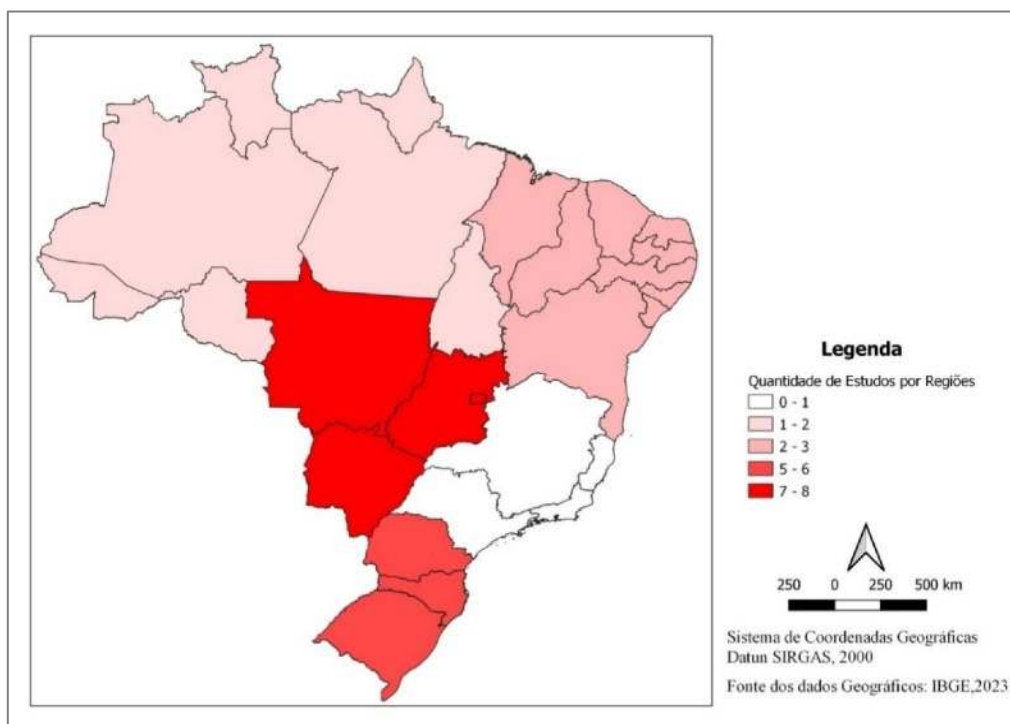 Legenda
Quantidade de Estudos por Regiões
0 - 1
1 - 2
2 - 3
5 - 6
7 - 8
250 0 250 500 km
Sistema de Coordenadas Geográficas
Datun SIRGAS, 2000
Fonte dos dados Geográficos: IBGE,2023